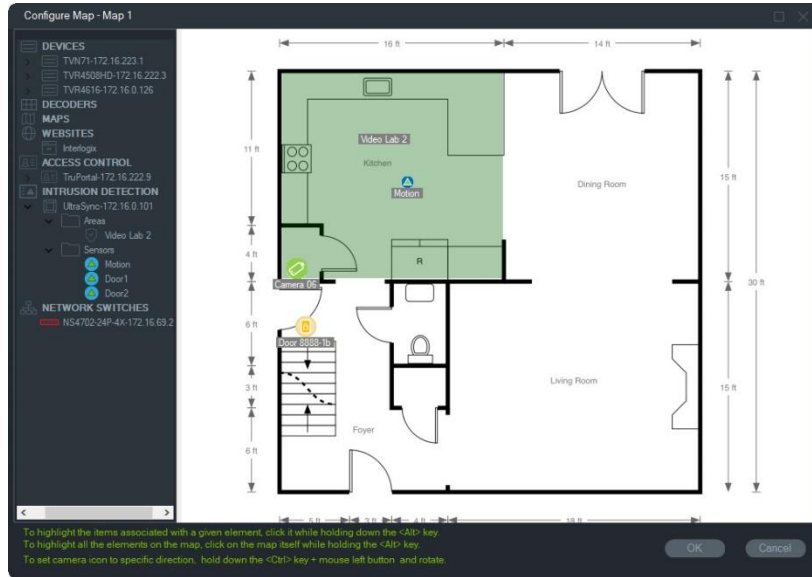 Configure Map - Map 1
DEVICES
TVN71-172.16.223.1
TVR4508HD-172.16.222.3
TVR4616-172.16.0.126
DECODERS
MAPS
WEBSITES
Interlogix
ACCESS CONTROL
TruPortal-172.16.222.9
INTRUSION DETECTION
UltraSync-172.16.0.101
Areas
Video Lab 2
Sensors
Motion
Door1
Door2
NETWORK SWITCHES
NS4702-24P-4X-172.16.69.2
16 ft
14 ft
11 ft
Video Lab 2
Kitchen
Motion
Dining Room
15 ft
4 ft
R
Camera 06
30 ft
6 ft
Door 8888-1b
3 ft
Living Room
15 ft
Foyer
6 ft
5 ft
3 ft
4 ft
18 ft
To highlight the items associated with a given element, click it while holding down the <Alt> key.
To highlight all the elements on the map, click on the map itself while holding the <Alt> key.
To set camera icon to specific direction, hold down the <Ctrl> key + mouse left button and rotate.
OK
Cancel